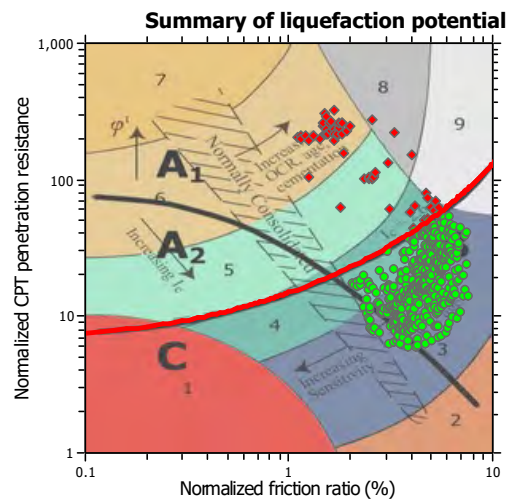 Summary of liquefaction potential
1,000
7
8
9
φ'
Increasing
OCR, age,
cementation
A1
Normally Consolidated
100
6
A2
Increasing Ic
5
10
4
3
C
Increasing
Sensitivity
1
2
1
0.1
1
10
Normalized friction ratio (%)
Normalized CPT penetration resistance